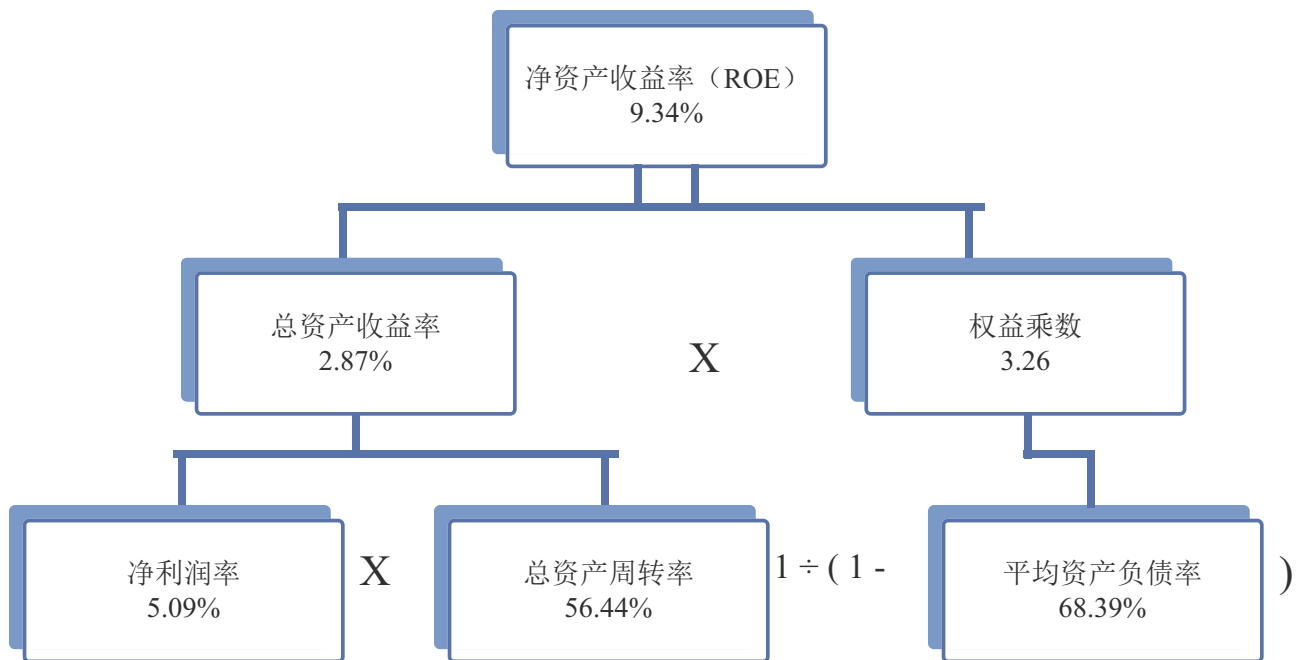 净资产收益率（ROE）
9.34%
总资产收益率
2.87%
X
权益乘数
3.26
净利润率
5.09%
X
总资产周转率
56.44%
1 ÷ ( 1 -
平均资产负债率
68.39%
)